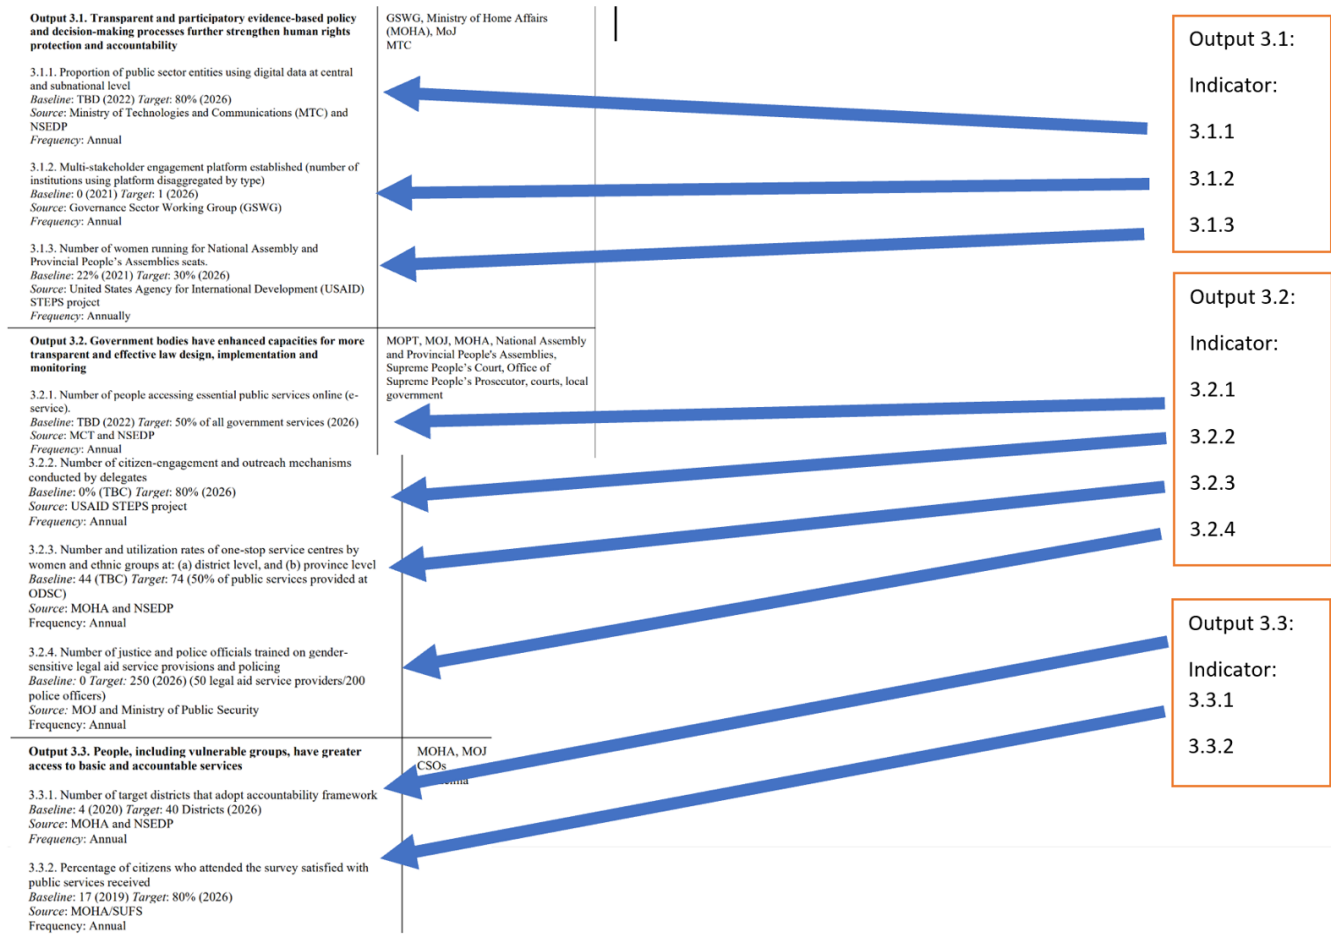 Output 3.1. Transparent and participatory evidence-based policy
and decision-making processes further strengthen human rights
protection and accountability
3.1.1. Proportion of public sector entities using digital data at central
and subnational level
Baseline: TBD (2022) Target: 80% (2026)
Source: Ministry of Technologies and Communications (MTC) and
NSEDP
Frequency: Annual
3.1.2. Multi-stakeholder engagement platform established (number of
institutions using platform disaggregated by type)
Baseline: 0 (2021) Target: 1 (2026)
Source: Governance Sector Working Group (GSWG)
Frequency: Annual
3.1.3. Number of women running for National Assembly and
Provincial People's Assemblies seats.
Baseline: 22% (2021) Target: 30% (2026)
Source: United States Agency for International Development (USAID)
STEPS project
Frequency: Annually
GSWG, Ministry of Home Affairs
(MOHA), MoJ
MTC
Output 3.2. Government bodies have enhanced capacities for more
transparent and effective law design, implementation and
monitoring
3.2.1. Number of people accessing essential public services online (e-
service).
Baseline: TBD (2022) Target: 50% of all government services (2026)
Source: MCT and NSEDP
Frequency: Annual
MOPT, MOJ, MOHA, National Assembly
and Provincial People's Assemblies,
Supreme People's Court, Office of
Supreme People's Prosecutor, courts, local
government
3.2.2. Number of citizen-engagement and outreach mechanisms
conducted by delegates
Baseline: 0% (TBC) Target: 80% (2026)
Source: USAID STEPS project
Frequency: Annual
3.2.3. Number and utilization rates of one-stop service centres by
women and ethnic groups at: (a) district level, and (b) province level
Baseline: 44 (TBC) Target: 74 (50% of public services provided at
ODSC)
Source: MOHA and NSEDP
Frequency: Annual
3.2.4. Number of justice and police officials trained on gender-
sensitive legal aid service provisions and policing
Baseline: 0 Target: 250 (2026) (50 legal aid service providers/200
police officers)
Source: MOJ and Ministry of Public Security
Frequency: Annual
Output 3.3. People, including vulnerable groups, have greater
access to basic and accountable services
3.3.1. Number of target districts that adopt accountability framework
Baseline: 4 (2020) Target: 40 Districts (2026)
Source: MOHA and NSEDP
Frequency: Annual
3.3.2. Percentage of citizens who attended the survey satisfied with
public services received
Baseline: 17 (2019) Target: 80% (2026)
Source: MOHA/SUFS
Frequency: Annual
MOHA, MOJ
CSOs
Output 3.1:
Indicator:
3.1.1
3.1.2
3.1.3
Output 3.2:
Indicator:
3.2.1
3.2.2
3.2.3
3.2.4
Output 3.3:
Indicator:
3.3.1
3.3.2